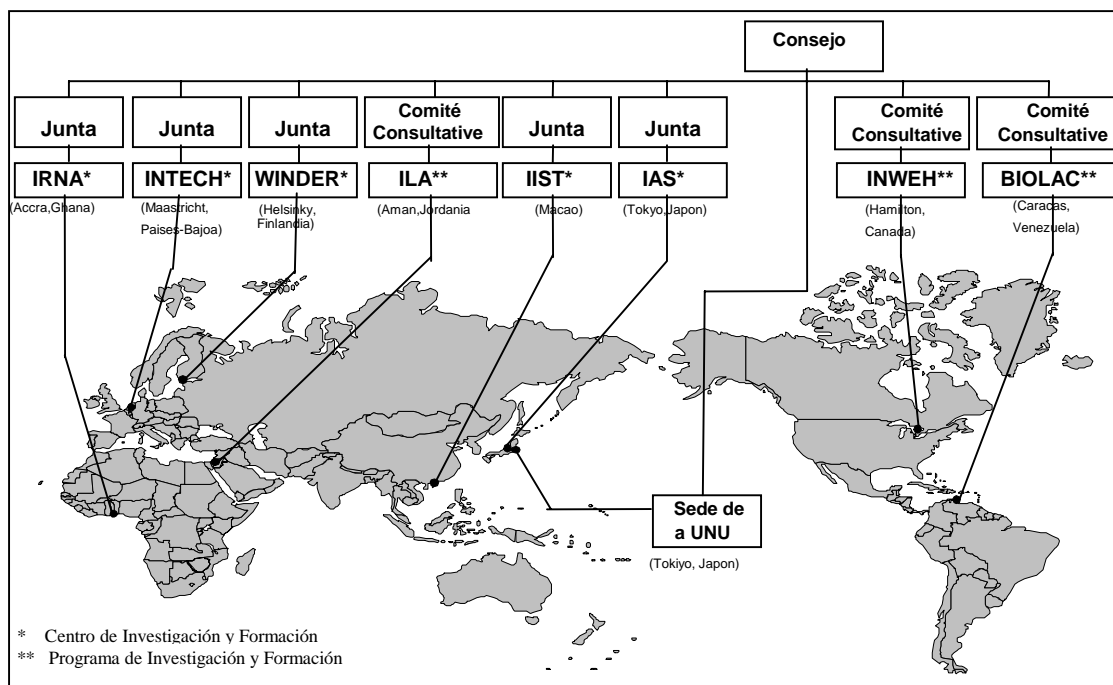 Consejo
Junta
Junta
Junta
Comité
Consultative
Junta
Junta
Comité
Consultative
Comité
Consultative
IRNA*
INTECH*
WINDER*
ILA**
IIST*
IAS*
INWEH**
BIOLAC**
(Accra,Ghana)
(Maastricht,
Paises-Bajoa)
(Helsinky,
Finlandia)
(Aman,Jordania
(Macao)
(Tokyo,Japon)
(Hamilton,
Canada)
(Caracas,
Venezuela)
Sede de
a UNU
(Tokiyo, Japon)
* Centro de Investigación y Formación
** Programa de Investigación y Formación